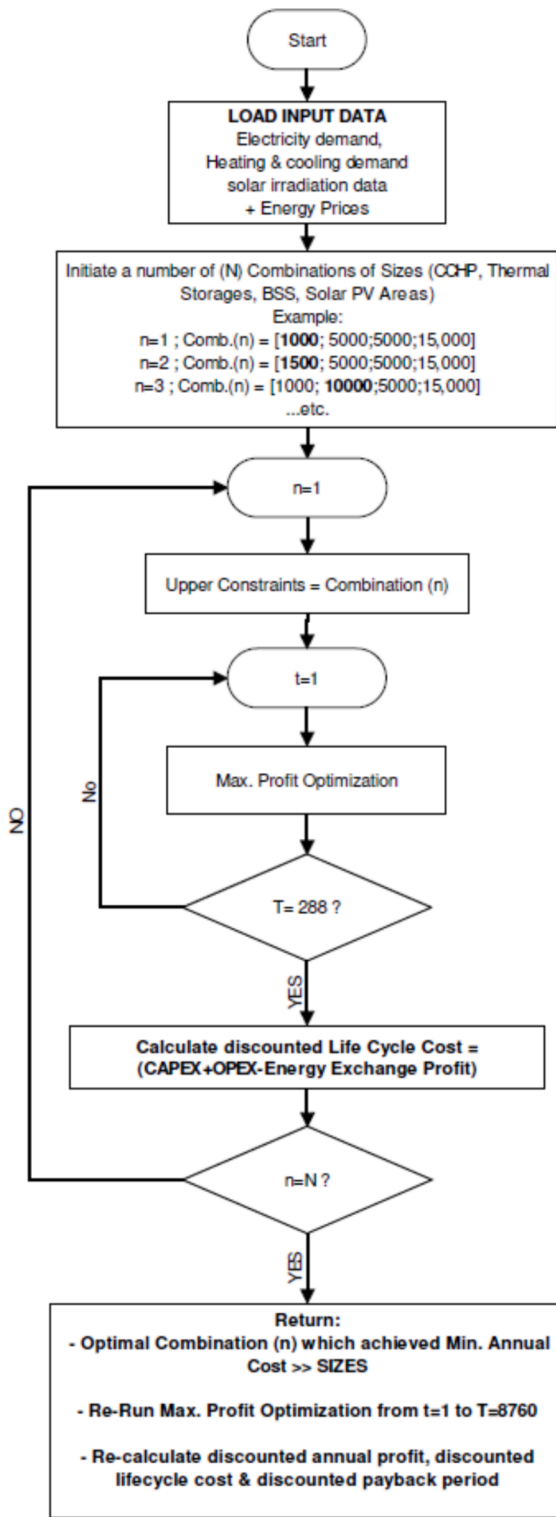 Start
LOAD INPUT DATA
Electricity demand,
Heating & cooling demand
solar irradiation data
+ Energy Prices
Initiate a number of (N) Combinations of Sizes (CCHP, Thermal
Storages, BSS, Solar PV Areas)
Example:
n=1 ; Comb.(n) = [1000; 5000;5000;15,000]
n=2 ; Comb.(n) = [1500; 5000;5000;15,000]
n=3 ; Comb.(n) = [1000; 10000;5000;15,000]
...etc.
n=1
Upper Constraints = Combination (n)
t=1
Max. Profit Optimization
No
NO
T= 288 ?
YES
Calculate discounted Life Cycle Cost =
(CAPEX+OPEX-Energy Exchange Profit)
n=N ?
YES
Return:
- Optimal Combination (n) which achieved Min. Annual
Cost >> SIZES
- Re-Run Max. Profit Optimization from t=1 to T=8760
- Re-calculate discounted annual profit, discounted
lifecycle cost & discounted payback period